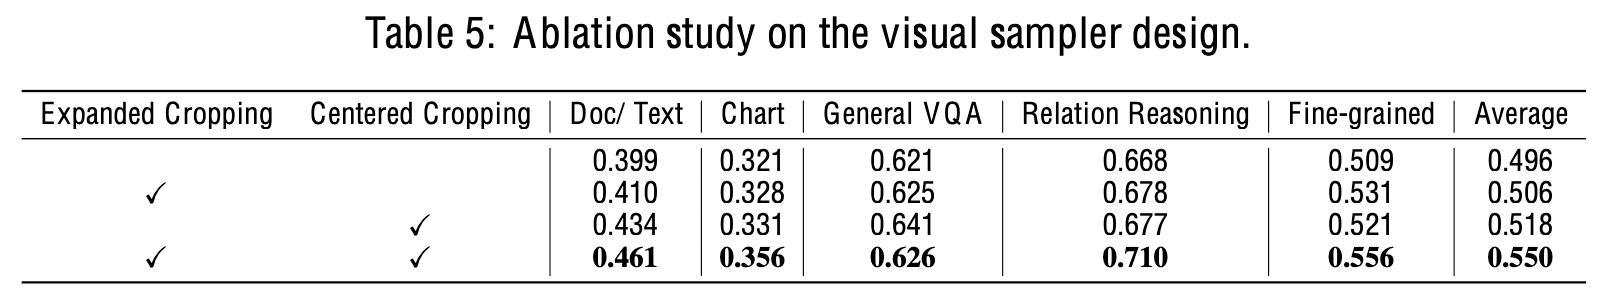 Table 5: Ablation study on the visual sampler design.
Expanded Cropping Centered Cropping Doc/ Text Chart General VQA Relation Reasoning Fine-grained Average
0.399 0.321 0.621 0.668 0.509 0.496
✓ 0.410 0.328 0.625 0.678 0.531 0.506
✓ 0.434 0.331 0.641 0.677 0.521 0.518
✓ ✓ 0.461 0.356 0.626 0.710 0.556 0.550